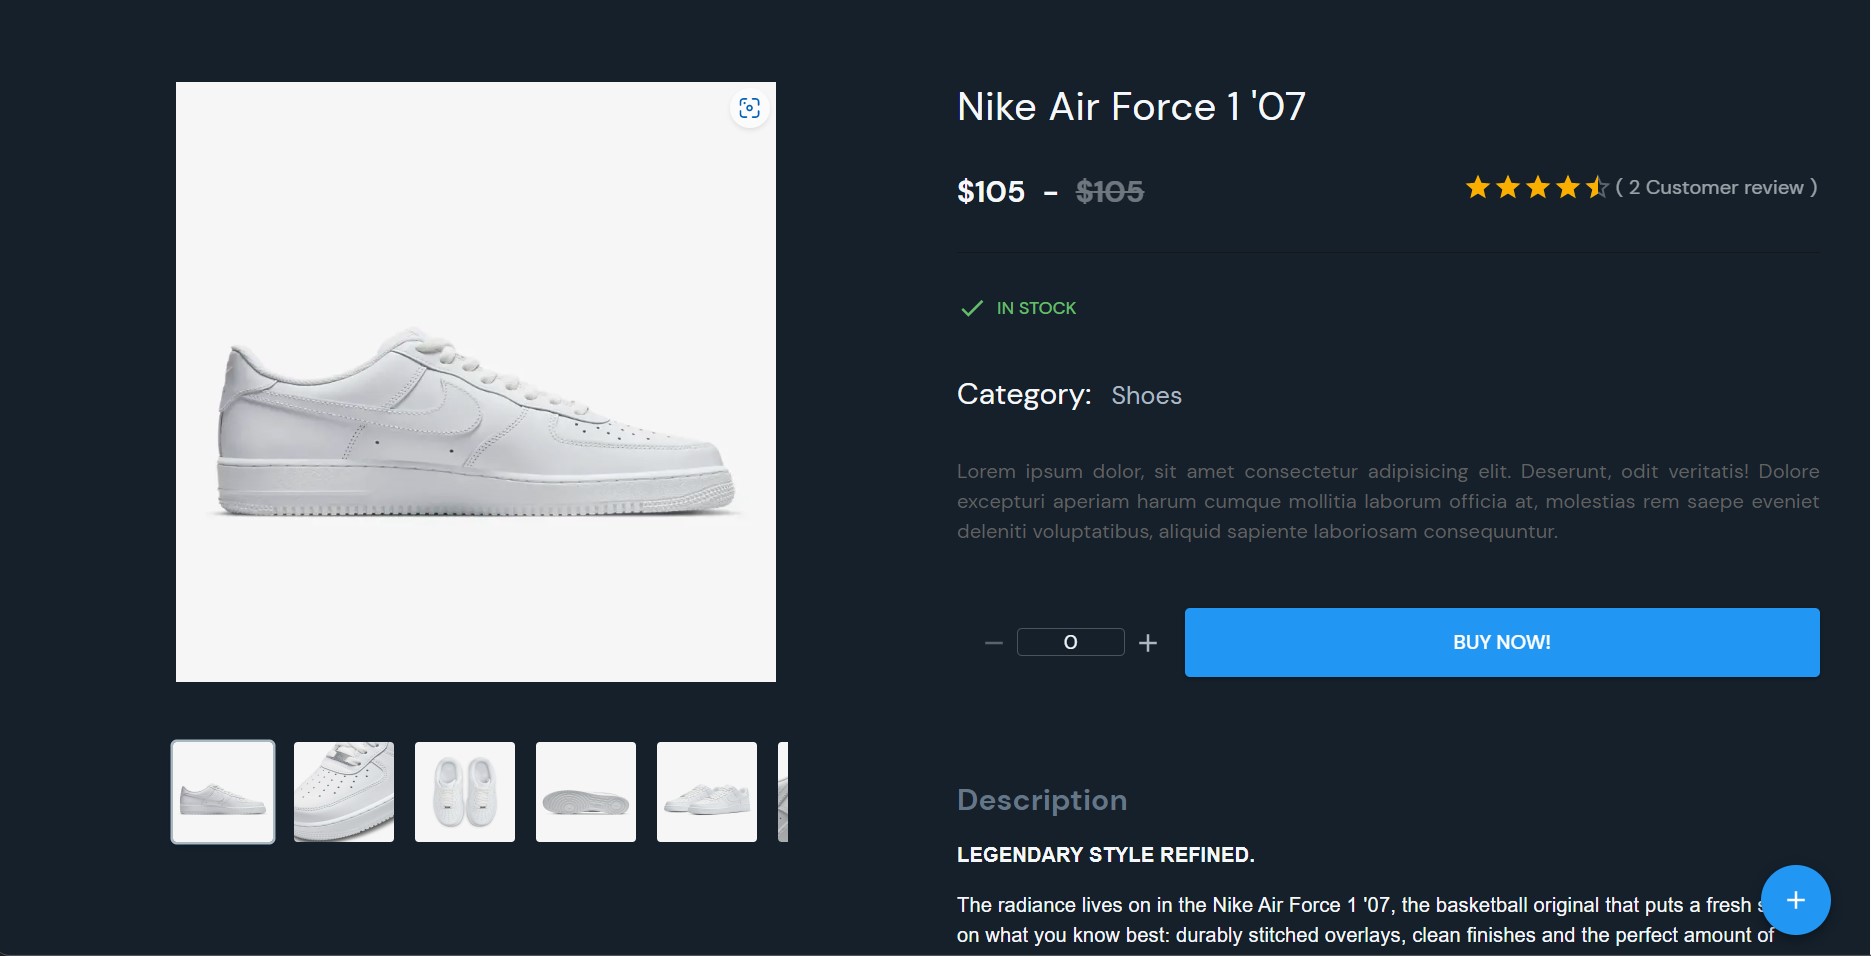 Nike Air Force 1 '07
$105 - $105
( 2 Customer review )
IN STOCK
Category: Shoes
Lorem ipsum dolor, sit amet consectetur adipisicing elit. Deserunt, odit veritatis! Dolore
excepturi aperiam harum cumque mollitia laborum officia at, molestias rem saepe eveniet
deleniti voluptatibus, aliquid sapiente laboriosam consequuntur.
0
BUY NOW!
Description
LEGENDARY STYLE REFINED.
The radiance lives on in the Nike Air Force 1 '07, the basketball original that puts a fresh
on what you know best: durably stitched overlays, clean finishes and the perfect amount of